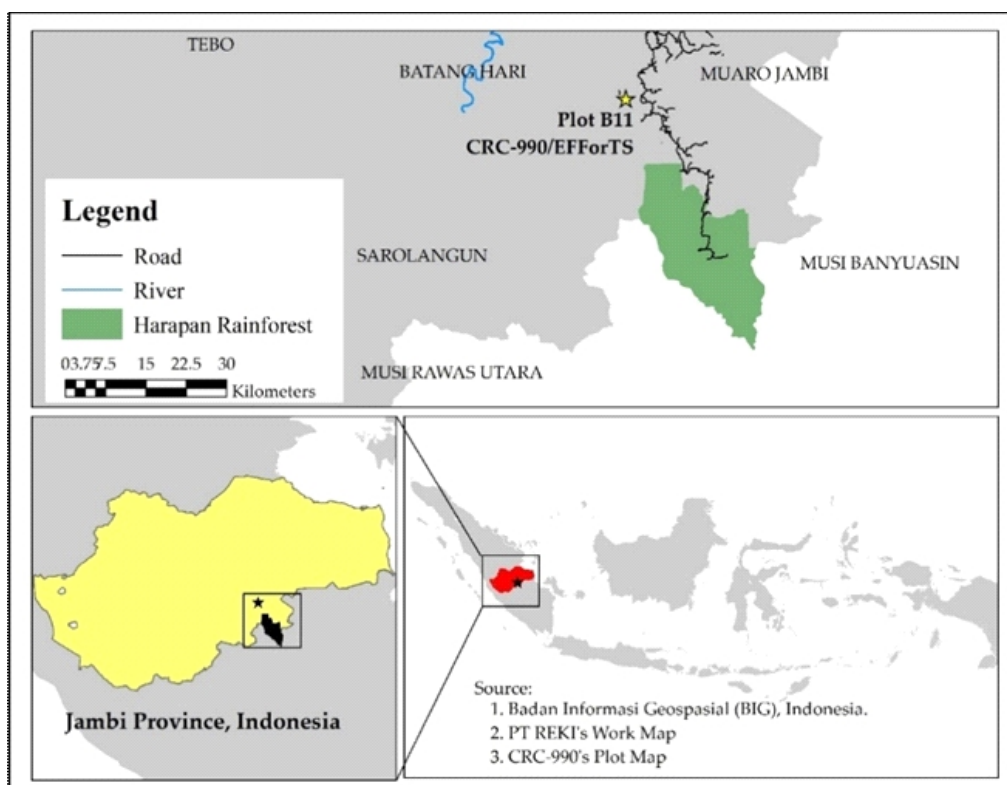 TEBO
BATANG HARI
MUARO JAMBI
Plot B11
CRC-990/EFForTS
Legend
Road
River
Harapan Rainforest
03.757.5 15 22.5 30
Kilometers
SAROLANGUN
MUSI BANYUASIN
MUSI RAWAS UTARA
Jambi Province, Indonesia
Source:
1. Badan Informasi Geospasial (BIG), Indonesia.
2. PT REKI's Work Map
3. CRC-990's Plot Map